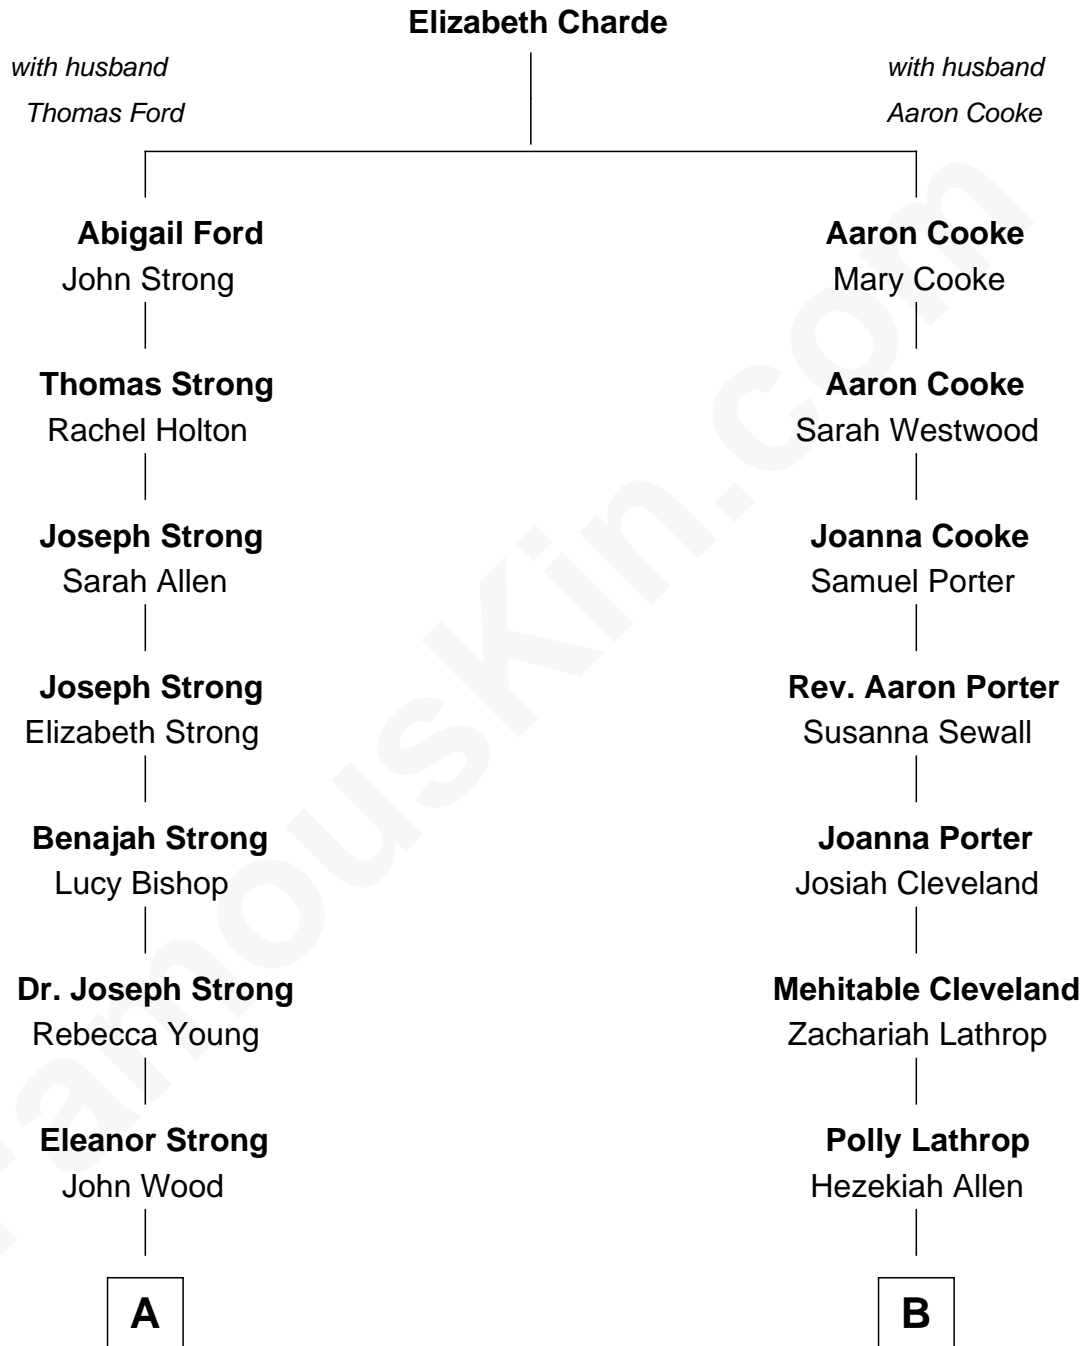 Elizabeth Charde
with husband
Thomas Ford
with husband
Aaron Cooke
Abigail Ford
John Strong
Aaron Cooke
Mary Cooke
Thomas Strong
Rachel Holton
Aaron Cooke
Sarah Westwood
Joseph Strong
Sarah Allen
Joanna Cooke
Samuel Porter
Joseph Strong
Elizabeth Strong
Rev. Aaron Porter
Susanna Sewall
Benajah Strong
Lucy Bishop
Joanna Porter
Josiah Cleveland
Dr. Joseph Strong
Rebecca Young
Mehitable Cleveland
Zachariah Lathrop
Eleanor Strong
John Wood
Polly Lathrop
Hezekiah Allen
A
B
FamousKin.com